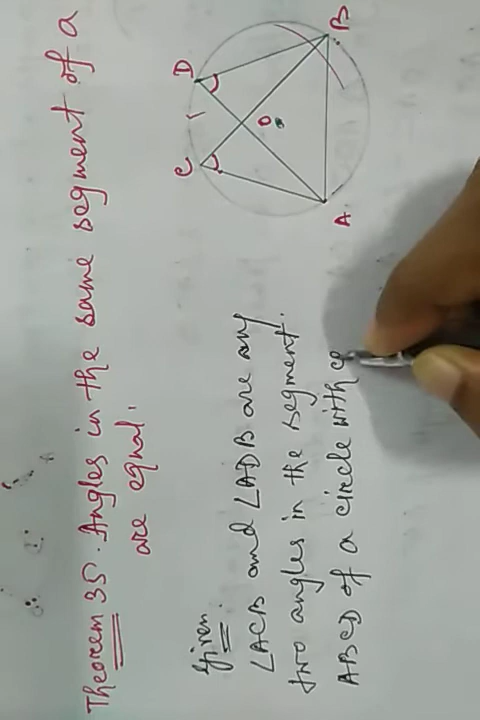 Theorem 35. Angles in the same segment of a
are equal.
Given:
∠ACB and ∠ADB are any
two angles in the segment.
ABCD of a circle with ce
D
B
C
O
A